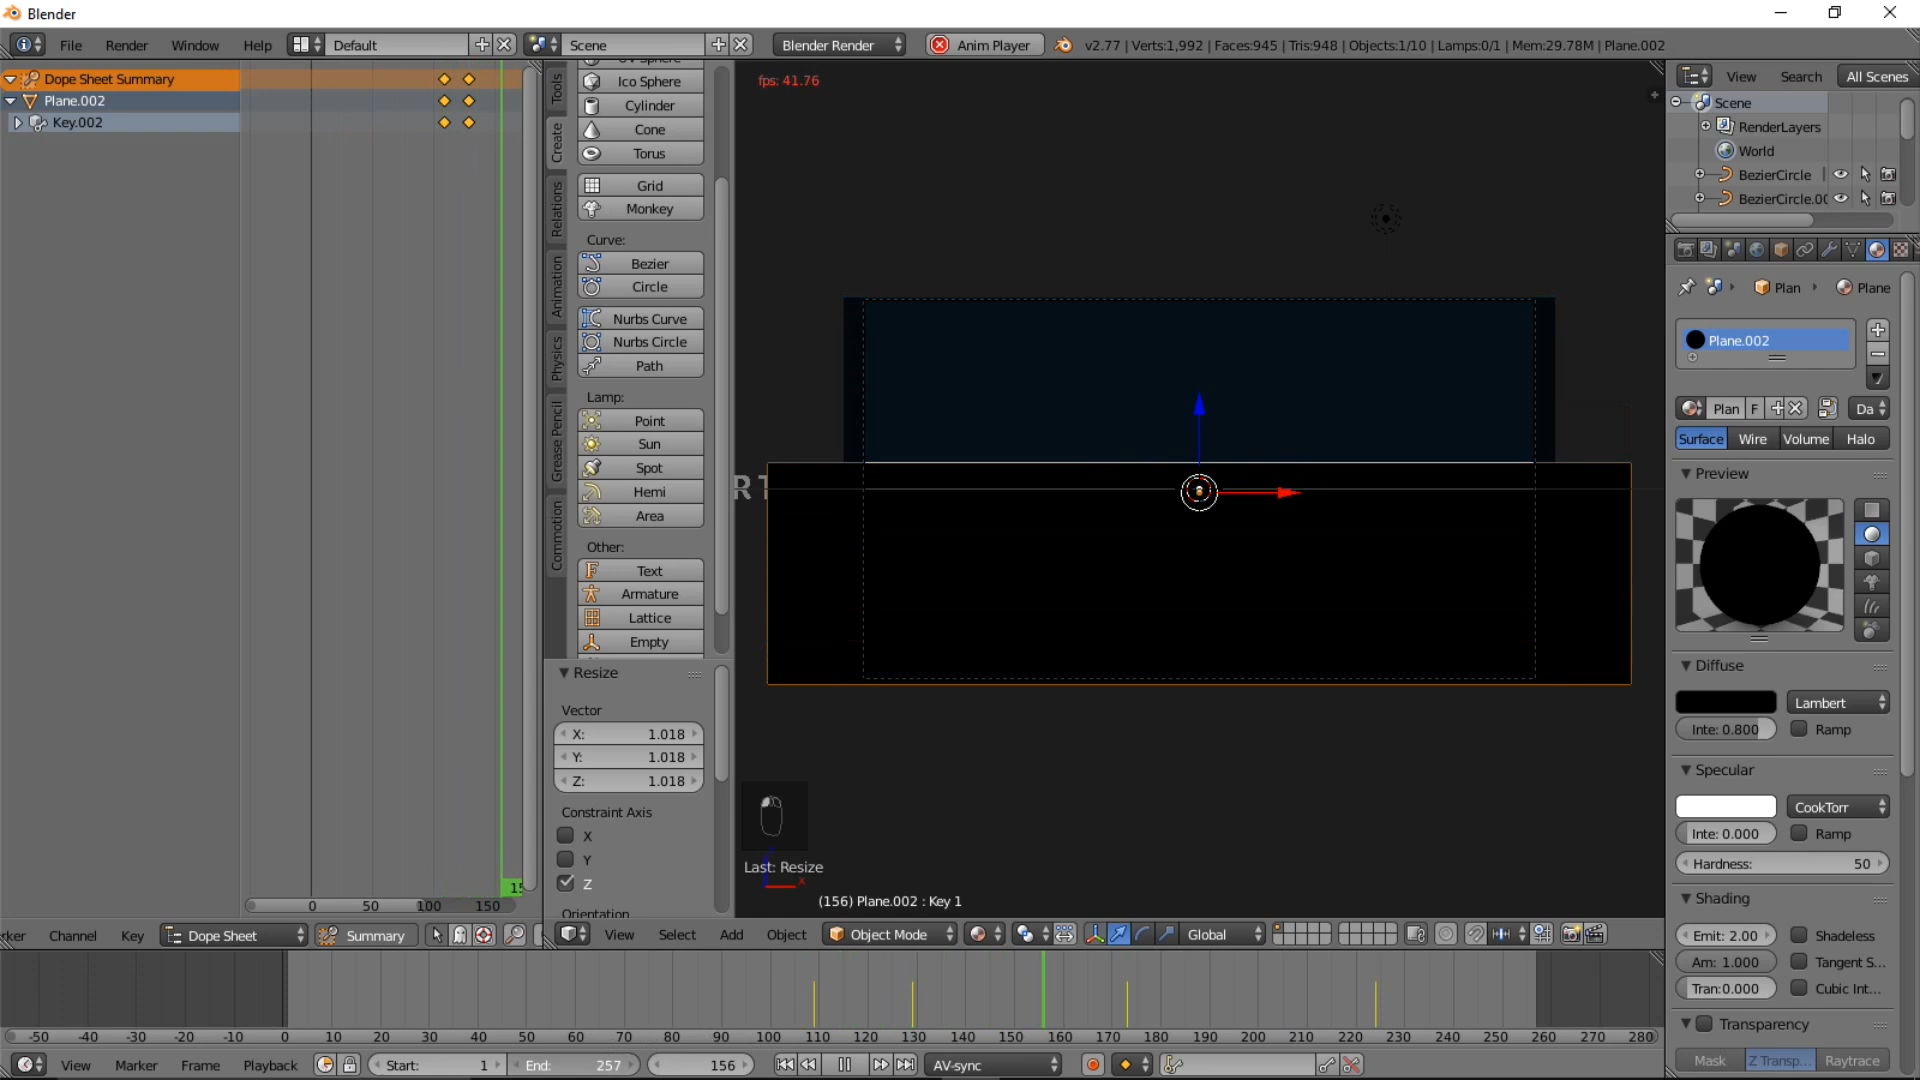 Blender
File Render Window Help Default Scene Blender Render Anim Player v2.77 | Verts:1,992 | Faces:945 | Tris:948 | Objects:1/10 | Lamps:0/1 | Mem:29.78M | Plane.002
Dope Sheet Summary
Plane.002
Key.002
0 50 100 150
Channel Key Dope Sheet Summary
Tools
Create
Relations
Animation
Physics
Grease Pencil
Commotion
Ico Sphere
Cylinder
Cone
Torus
Grid
Monkey
Curve:
Bezier
Circle
Nurbs Curve
Nurbs Circle
Path
Lamp:
Point
Sun
Spot
Hemi
Area
Other:
Text
Armature
Lattice
Empty
Resize
Vector
X: 1.018
Y: 1.018
Z: 1.018
Constraint Axis
X
Y
Z
Orientation
fps: 41.76
RT
Last: Resize
(156) Plane.002 : Key 1
View Select Add Object Object Mode Global
View Search All Scenes
Scene
RenderLayers
World
BezierCircle
BezierCircle.00
Plan Plane
Plane.002
Plan F Da
Surface Wire Volume Halo
Preview
Diffuse
Lambert
Inte: 0.800 Ramp
Specular
CookTorr
Inte: 0.000 Ramp
Hardness: 50
Shading
Emit: 2.00 Shadeless
Am: 1.000 Tangent S...
Tran:0.000 Cubic Int...
Transparency
Mask Z Transp... Raytrace
-50 -40 -30 -20 -10 0 10 20 30 40 50 60 70 80 90 100 110 120 130 140 150 160 170 180 190 200 210 220 230 240 250 260 270 280
View Marker Frame Playback Start: 1 End: 257 156 AV-sync